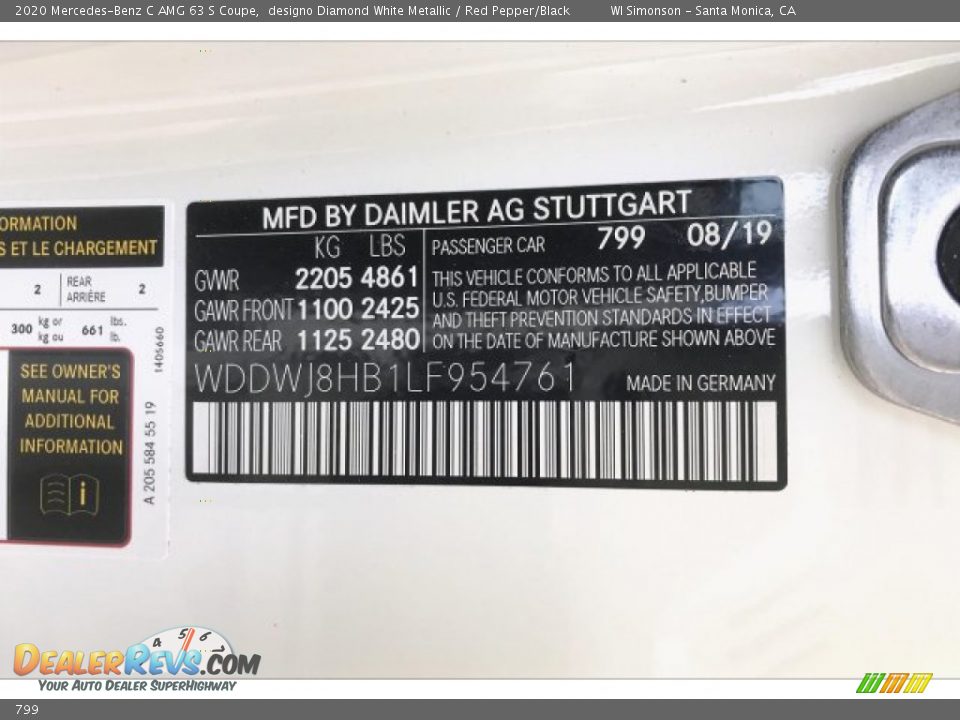 2020 Mercedes-Benz C AMG 63 S Coupe, designo Diamond White Metallic / Red Pepper/Black WI Simonson - Santa Monica, CA
ORMATION
S ET LE CHARGEMENT
2 REAR ARRIÈRE 2
300 kg or kg ou 661 lbs. lb.
SEE OWNER'S
MANUAL FOR
ADDITIONAL
INFORMATION
i
1405660
A 205 584 55 19
MFD BY DAIMLER AG STUTTGART
KG LBS
GVWR 2205 4861
GAWR FRONT 1100 2425
GAWR REAR 1125 2480
PASSENGER CAR 799 08/19
THIS VEHICLE CONFORMS TO ALL APPLICABLE
U.S. FEDERAL MOTOR VEHICLE SAFETY,BUMPER
AND THEFT PREVENTION STANDARDS IN EFFECT
ON THE DATE OF MANUFACTURE SHOWN ABOVE
WDDWJ8HB1LF954761 MADE IN GERMANY
4 5 6 7
DEALERREVS.COM
YOUR AUTO DEALER SUPERHIGHWAY
799